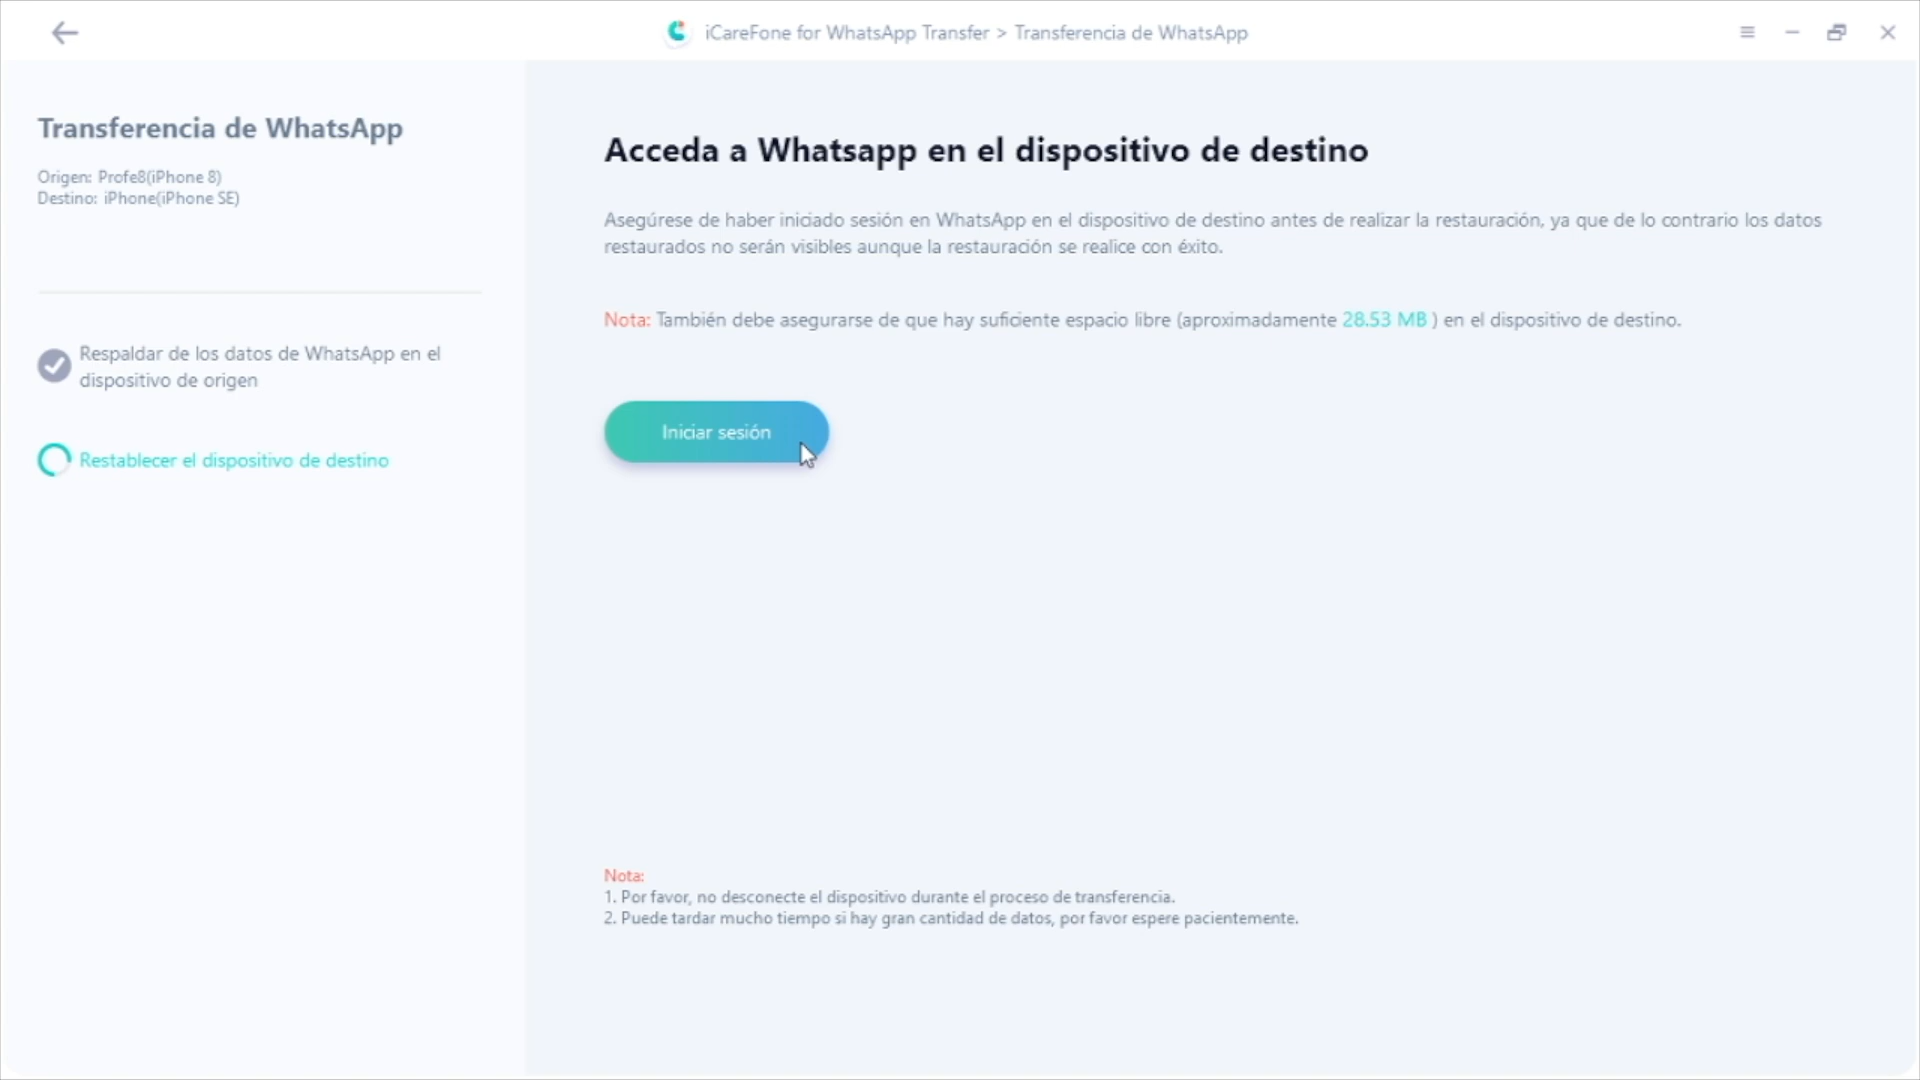 iCareFone for WhatsApp Transfer > Transferencia de WhatsApp
Transferencia de WhatsApp
Origen: Profe8(iPhone 8)
Destino: iPhone(iPhone SE)
Respaldar de los datos de WhatsApp en el
dispositivo de origen
Restablecer el dispositivo de destino
Acceda a Whatsapp en el dispositivo de destino
Asegúrese de haber iniciado sesión en WhatsApp en el dispositivo de destino antes de realizar la restauración, ya que de lo contrario los datos
restaurados no serán visibles aunque la restauración se realice con éxito.
Nota: También debe asegurarse de que hay suficiente espacio libre (aproximadamente 28.53 MB ) en el dispositivo de destino.
Iniciar sesión
Nota:
1. Por favor, no desconecte el dispositivo durante el proceso de transferencia.
2. Puede tardar mucho tiempo si hay gran cantidad de datos, por favor espere pacientemente.